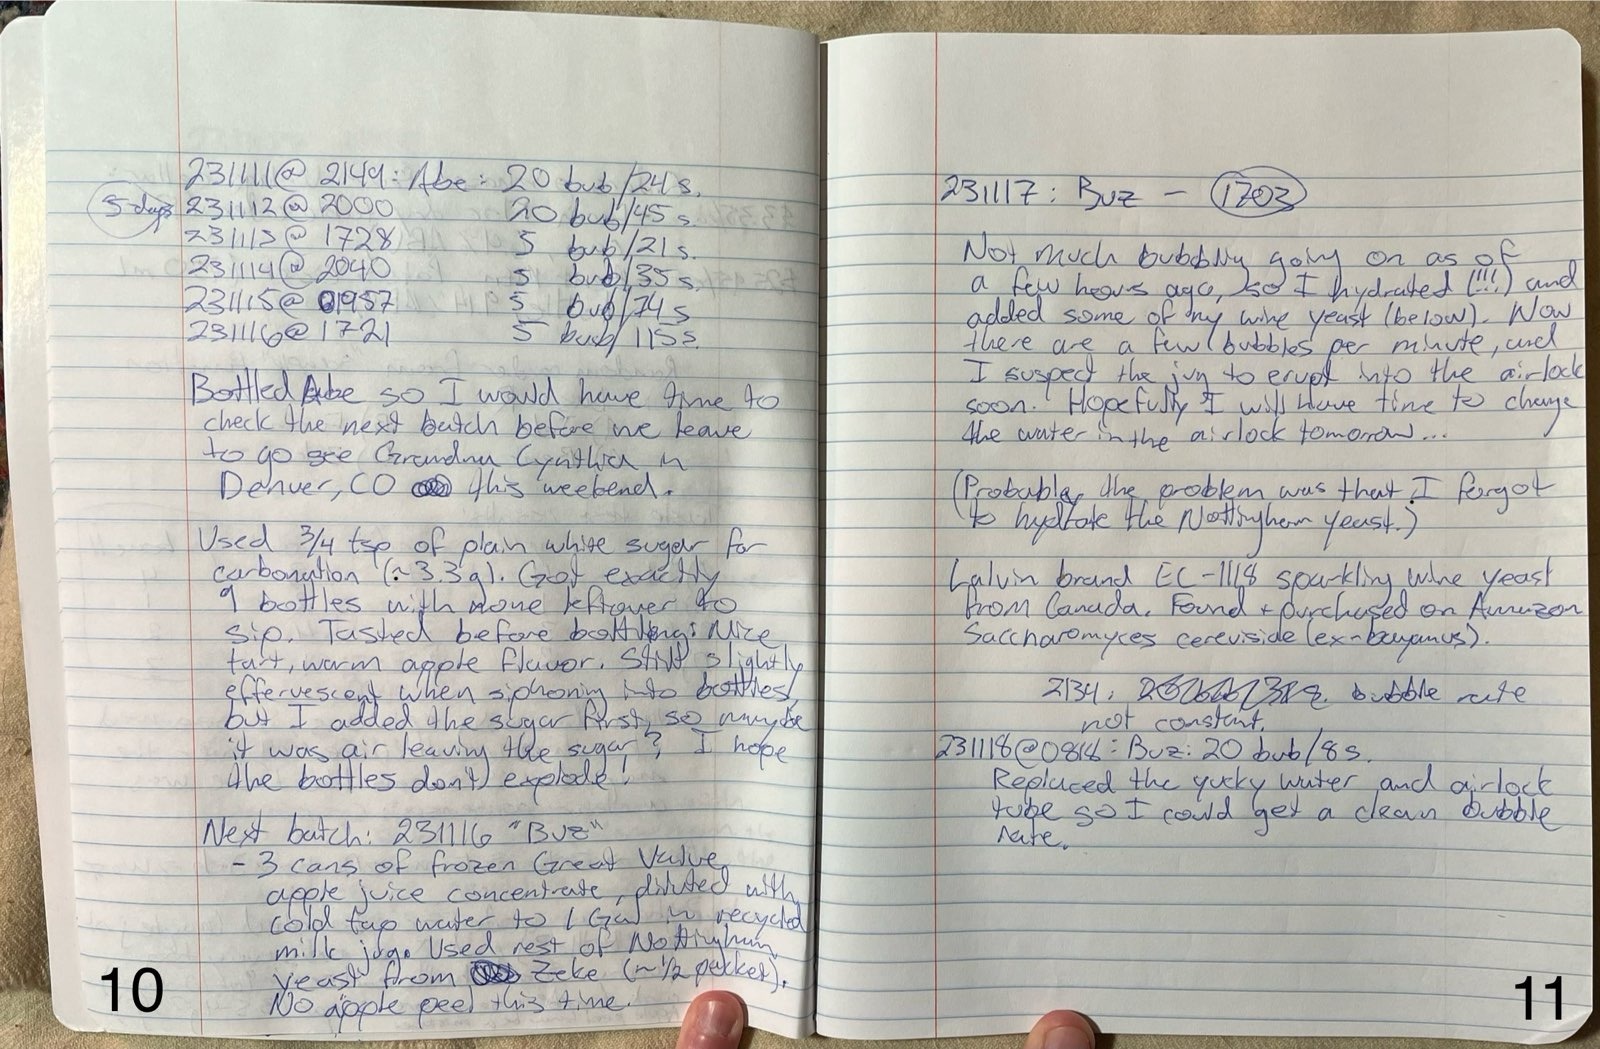 231111@ 2149: Abe: 20 bub/24s.
5 days 231112@2000 20 bub/45s
231113@ 1728 5 bub/21s.
231114@2040 5 bub/35s
231115@ 1957 5 bub/74s
231116@1721 5 bub/115s.
Bottled Abe so I would have time to
check the next batch before we leave
to go see Grandma Cynthia in
Denver, CO this weekend.
Used 3/4 tsp of plain white sugar for
carbonation (~3.3g). Got exactly
9 bottles with none leftover to
sip. Tasted before bottling: Nice
tart, warm apple flavor. Still slightly
effervescent when siphoning into bottles,
but I added the sugar first, so maybe
it was air leaving the sugar? I hope
the bottles don't explode!
Next batch: 231116 "Buz"
- 3 cans of frozen Great Value
apple juice concentrate, diluted with
cold tap water to 1 Gal in recycled
milk jug. Used rest of Nottingham
yeast from Zeke (~1/2 packet).
No apple peel this time.
10
231117: Buz - 1703
Not much bubbling going on as of
a few hours ago, so I hydrated (!!!) and
added some of my wine yeast (below). Now
there are a few bubbles per minute, and
I suspect the jug to erupt into the airlock
soon. Hopefully I will have time to change
the water in the airlock tomorrow...
(Probably the problem was that I forgot
to hydrate the Nottingham yeast.)
Lalvin brand EC-1118 sparkling wine yeast
from Canada. Found + purchased on Amazon
Saccharomyces cereviside (ex-bayanus).
2134: bubble rate
not constant.
231118@0814: Buz: 20 bub/8s.
Replaced the yucky water and airlock
tube so I could get a clean bubble
rate.
11